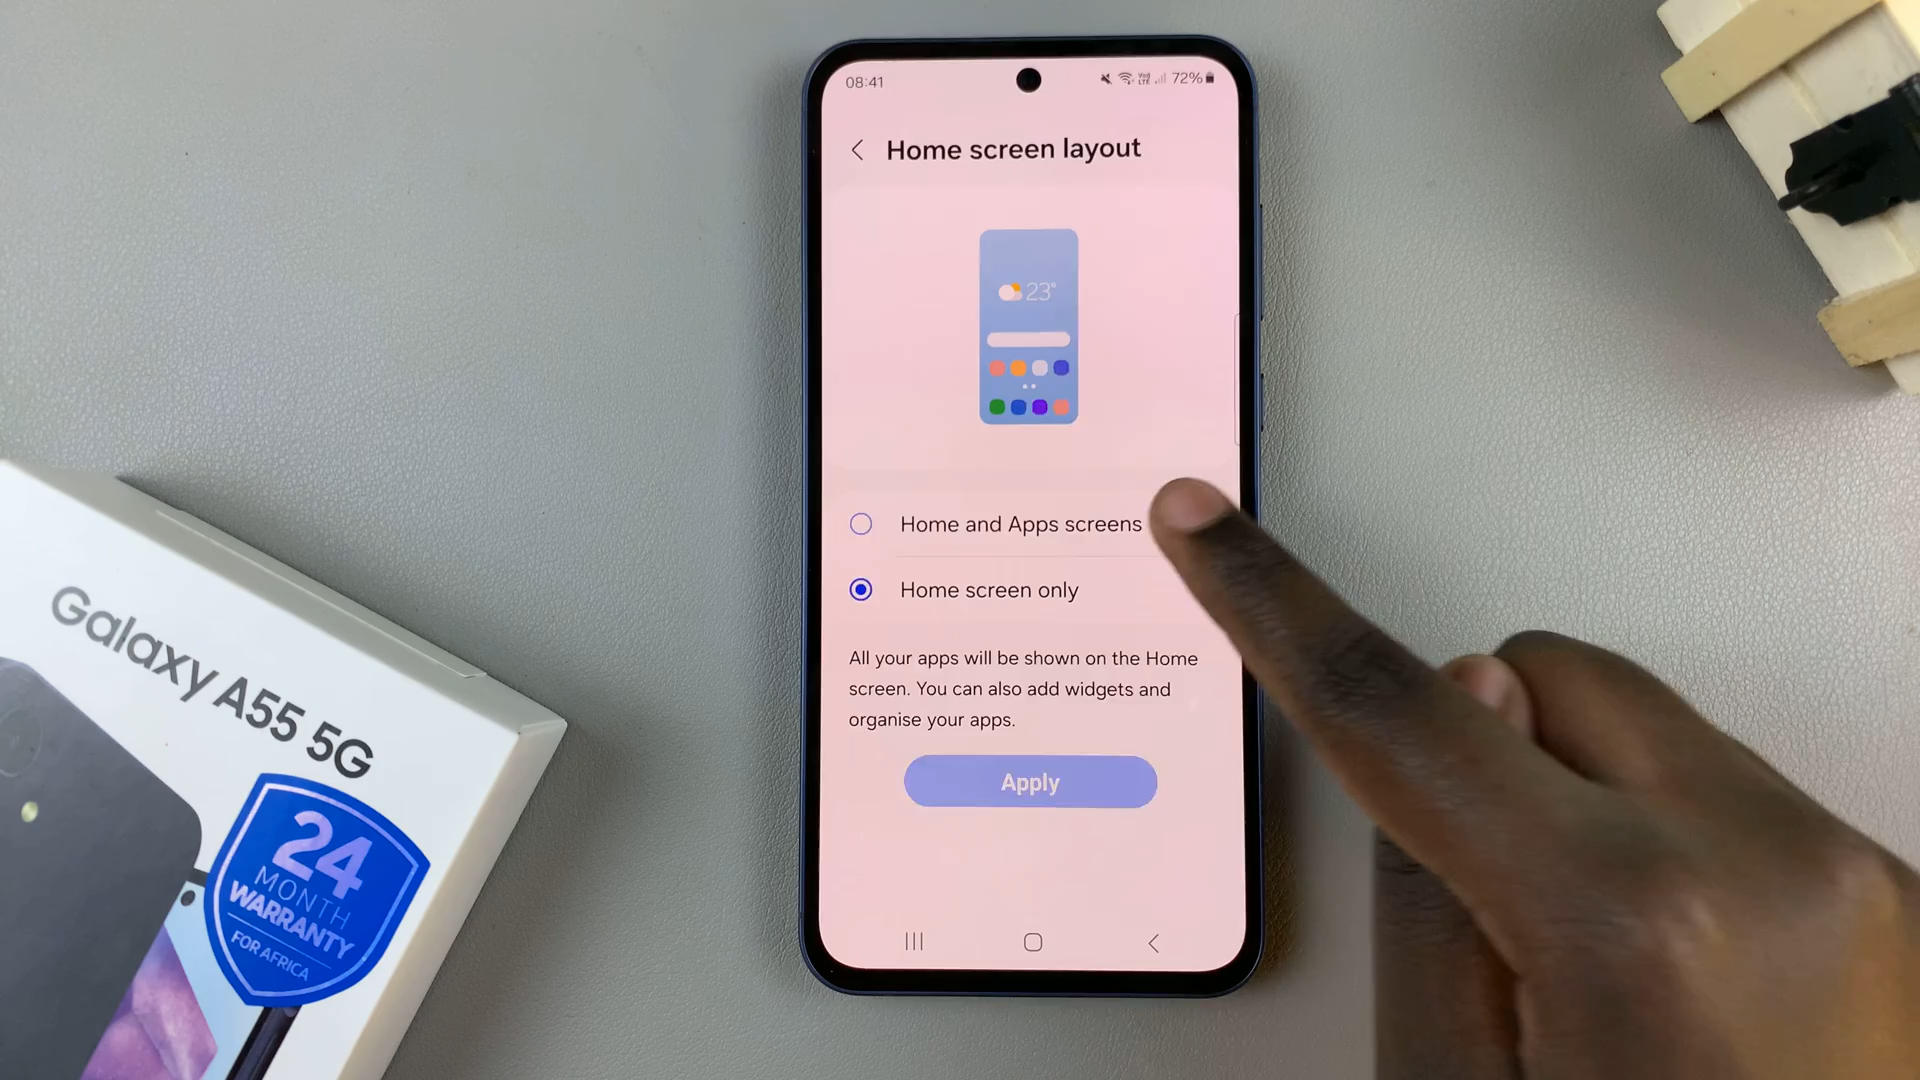 08:41
Vo) LTE 72%
Home screen layout
23°
Home and Apps screens
Home screen only
All your apps will be shown on the Home
screen. You can also add widgets and
organise your apps.
Apply
Galaxy A55 5G
24
MONTH
WARRANTY
FOR AFRICA